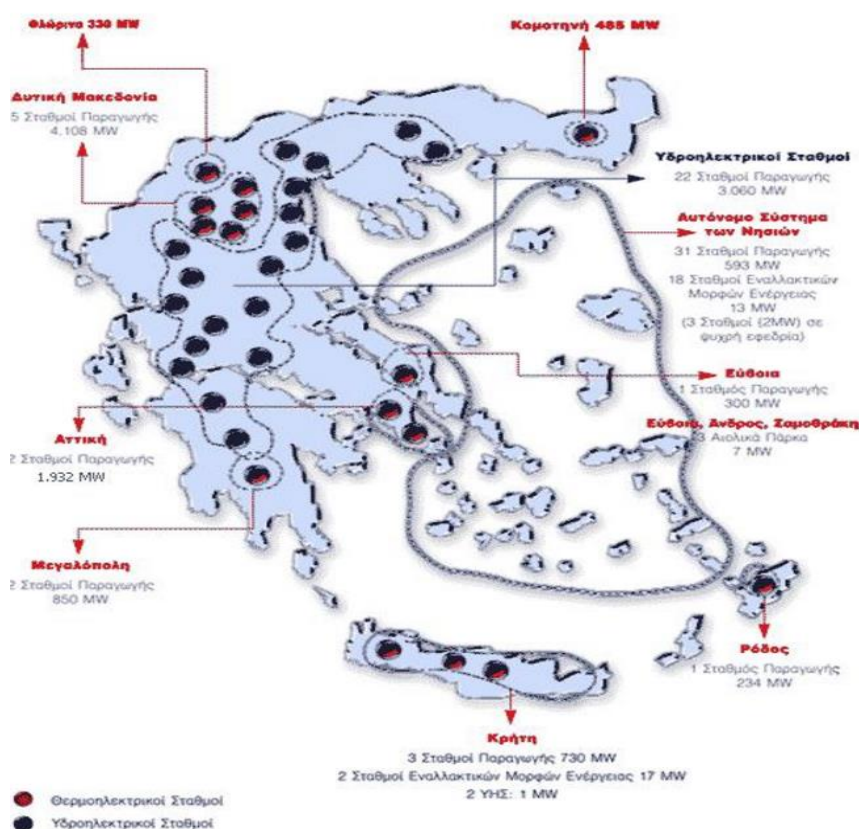 Φλώρινα 330 MW
Κομοτηνή 485 MW
Δυτική Μακεδονία
5 Σταθμοί Παραγωγής
4.108 MW
Υδροηλεκτρικοί Σταθμοί
22 Σταθμοί Παραγωγής
3.060 MW
Αυτόνομο Σύστημα
των Νησιών
31 Σταθμοί Παραγωγής
593 MW
18 Σταθμοί Εναλλακτικών
Μορφών Ενέργειας
13 MW
(3 Σταθμοί (2MW) σε
ψυχρή εφεδρία)
Εύβοια
1 Σταθμός Παραγωγής
300 MW
Εύβοια, Άνδρος, Σαμοθράκη
3 Αιολικά Πάρκα
7 MW
Αττική
2 Σταθμοί Παραγωγής
1.932 MW
Μεγαλόπολη
2 Σταθμοί Παραγωγής
850 MW
Ρόδος
1 Σταθμός Παραγωγής
234 MW
Κρήτη
3 Σταθμοί Παραγωγής 730 MW
2 Σταθμοί Εναλλακτικών Μορφών Ενέργειας 17 MW
2 ΥΗΣ: 1 MW
Θερμοηλεκτρικοί Σταθμοί
Υδροηλεκτρικοί Σταθμοί